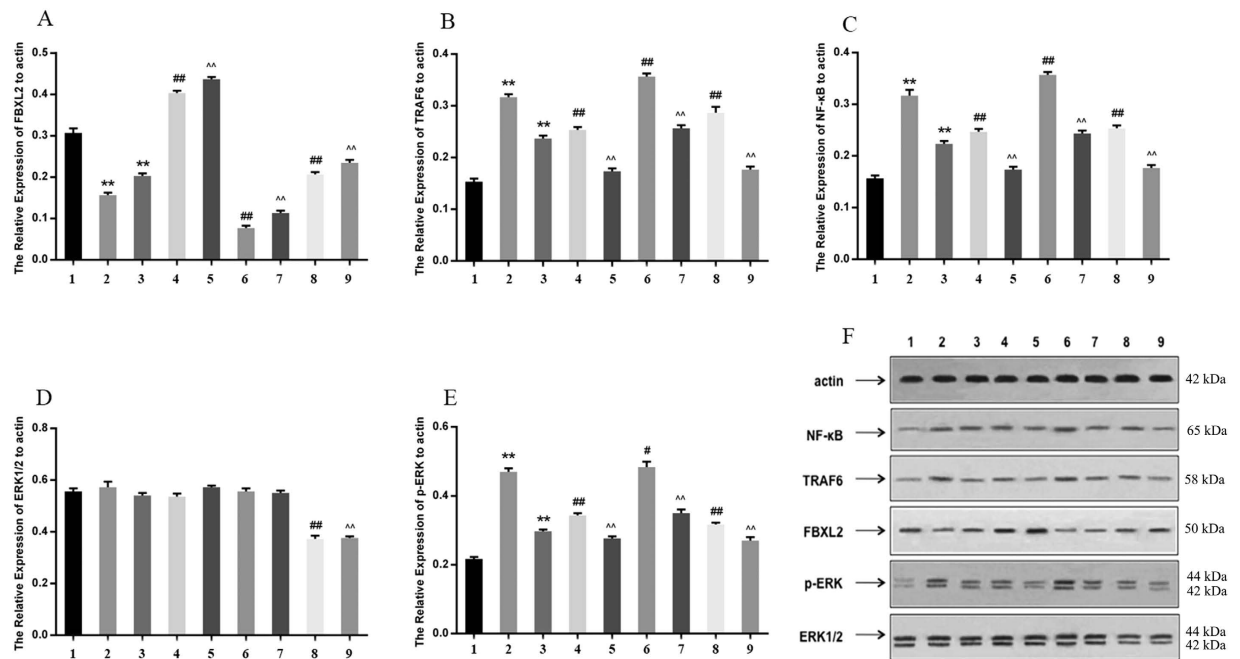 A
The Relative Expression of FBXL2 to actin
0.5
0.4
0.3
0.2
0.1
0.0
** ** ## ^^ ## ^^ ## ^^
1 2 3 4 5 6 7 8 9
B
The Relative Expression of TRAF6 to actin
0.4
0.3
0.2
0.1
0.0
** ** ## ^^ ## ^^ ## ^^
1 2 3 4 5 6 7 8 9
C
The Relative Expression of NF-κB to actin
0.4
0.3
0.2
0.1
0.0
** ** ## ^^ ## ^^ ## ^^
1 2 3 4 5 6 7 8 9
D
The Relative Expression of ERK1/2 to actin
0.8
0.6
0.4
0.2
0.0
## ^^
1 2 3 4 5 6 7 8 9
E
The Relative Expression of p-ERK to actin
0.6
0.4
0.2
0.0
** ** ## ^^ # ^^ ## ^^
1 2 3 4 5 6 7 8 9
F
1 2 3 4 5 6 7 8 9
actin 42 kDa
NF-κB 65 kDa
TRAF6 58 kDa
FBXL2 50 kDa
p-ERK 44 kDa
42 kDa
ERK1/2 44 kDa
42 kDa